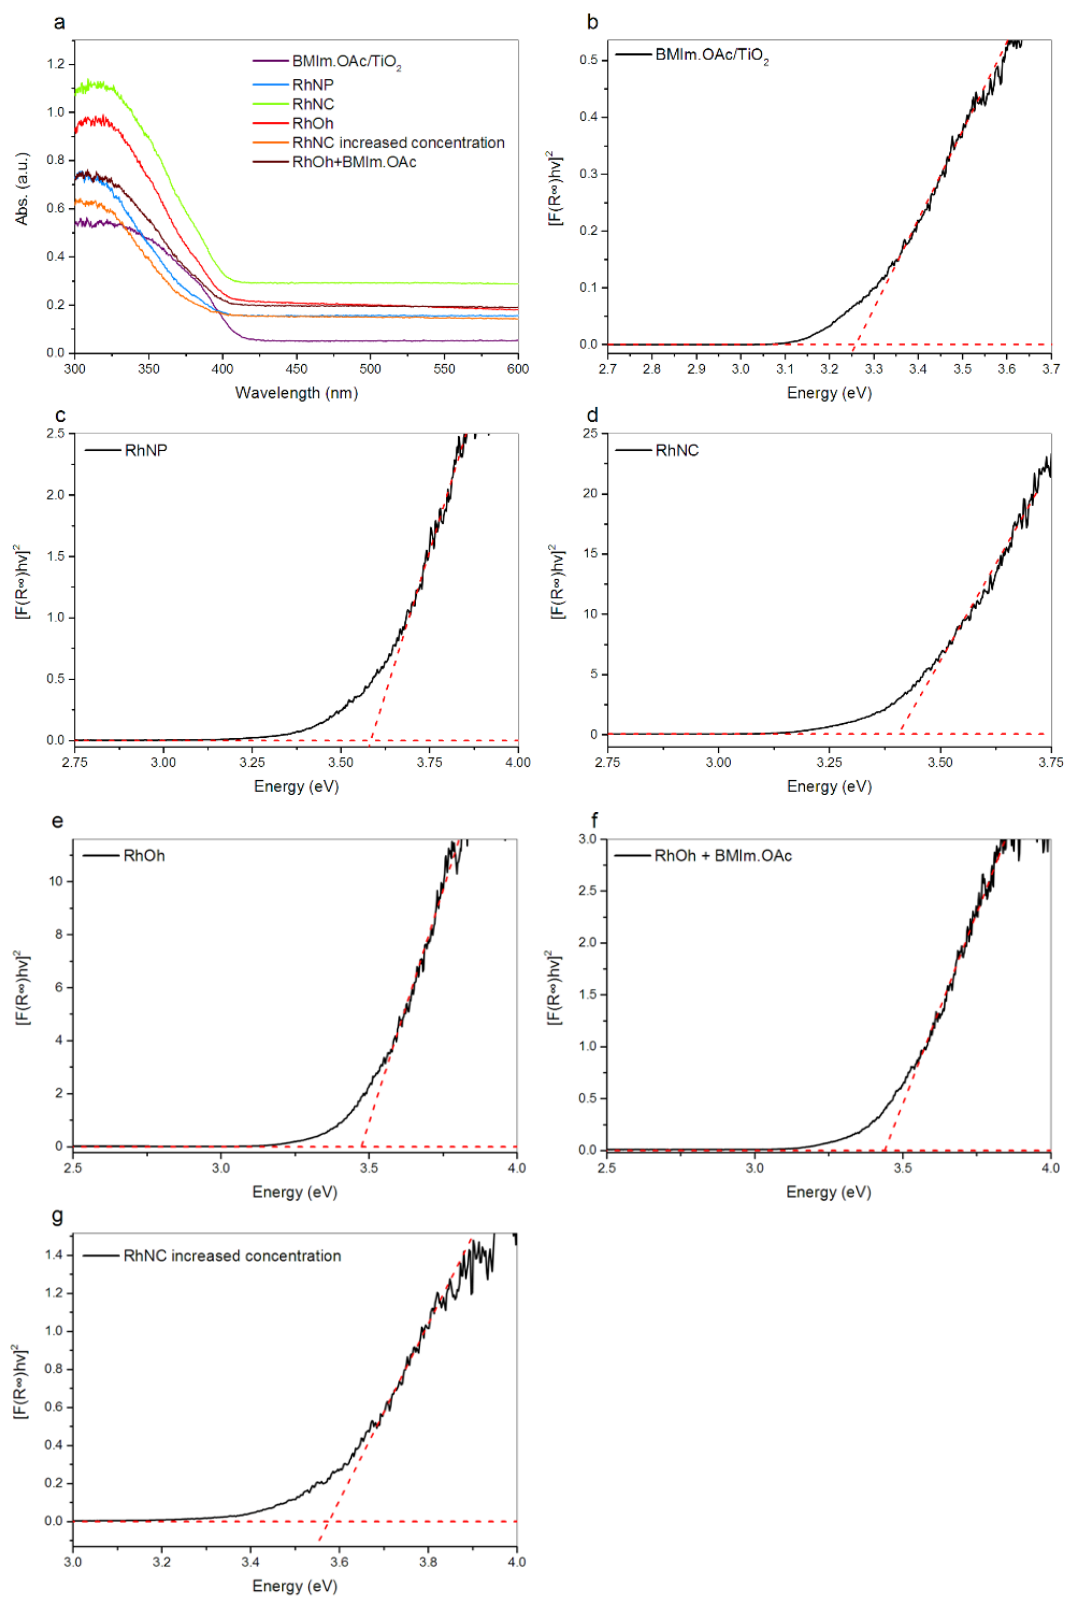 a
1.2
1.0
0.8
0.6
0.4
0.2
0.0
Abs. (a.u.)
BMIm.OAc/TiO₂
RhNP
RhNC
RhOh
RhNC increased concentration
RhOh+BMIm.OAc
300 350 400 450 500 550 600
Wavelength (nm)
b
0.5
0.4
0.3
0.2
0.1
0.0
[F(R∞)hv]²
BMIm.OAc/TiO₂
2.7 2.8 2.9 3.0 3.1 3.2 3.3 3.4 3.5 3.6 3.7
Energy (eV)
c
2.5
2.0
1.5
1.0
0.5
0.0
[F(R∞)hv]²
RhNP
2.75 3.00 3.25 3.50 3.75 4.00
Energy (eV)
d
25
20
15
10
5
0
[F(R∞)hv]²
RhNC
2.75 3.00 3.25 3.50 3.75
Energy (eV)
e
10
8
6
4
2
0
[F(R∞)hv]²
RhOh
2.5 3.0 3.5 4.0
Energy (eV)
f
3.0
2.5
2.0
1.5
1.0
0.5
0.0
[F(R∞)hv]²
RhOh + BMIm.OAc
2.5 3.0 3.5 4.0
Energy (eV)
g
1.4
1.2
1.0
0.8
0.6
0.4
0.2
0.0
[F(R∞)hv]²
RhNC increased concentration
3.0 3.2 3.4 3.6 3.8 4.0
Energy (eV)